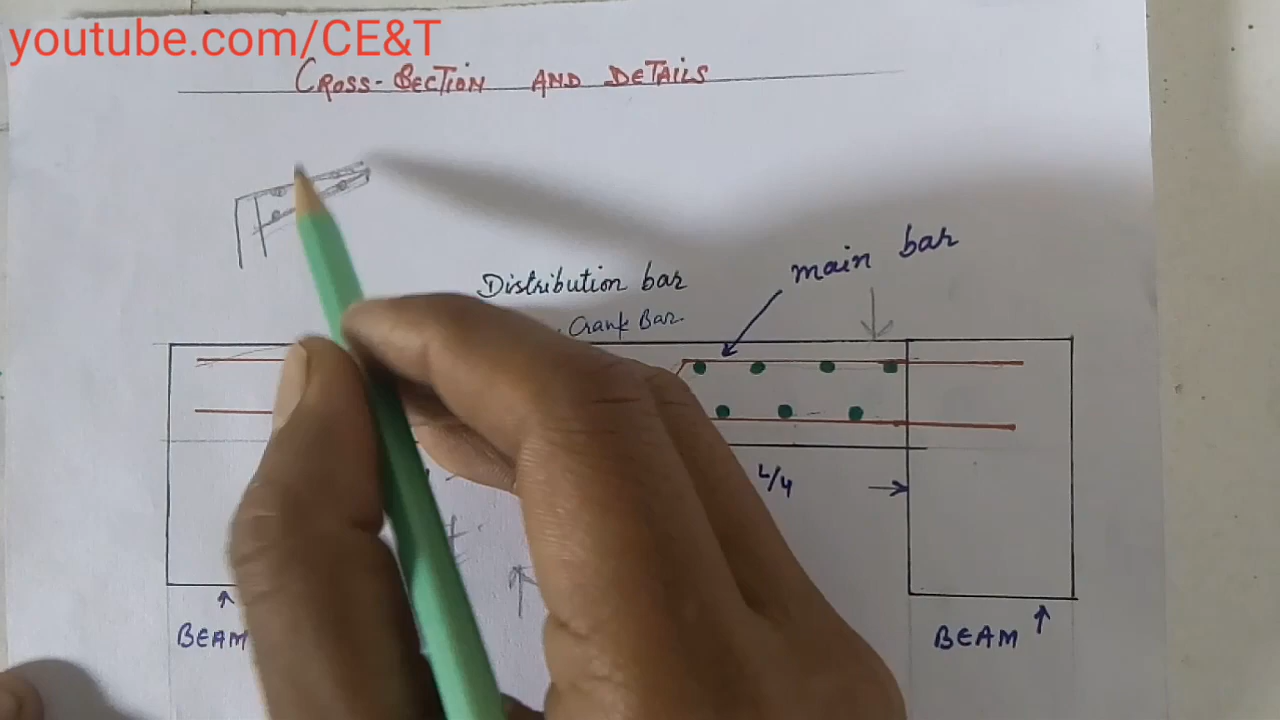 youtube.com/CE&T
CROSS-SECTION AND DETAILS
main bar
Distribution bar
Crank Bar.
L/4
BEAM
BEAM